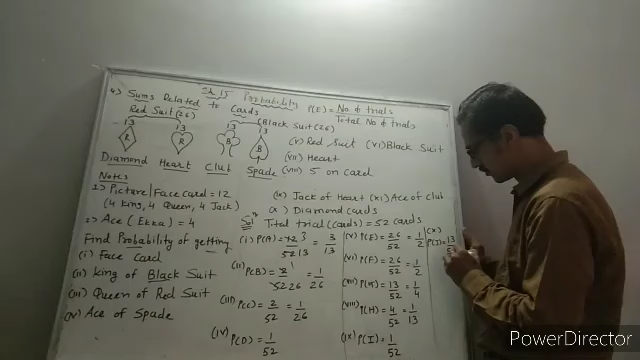 Ch. 15 Probability
4) Sums Related to Cards
P(E) = No of trials / Total No of trials
Red Suit (26) Black Suit (26)
13 13 13 13
R R B B
Diamond Heart Club Spade
(v) Red Suit (vi) Black Suit
(vii) Heart
(viii) 5 on card
(ix) Jack of Heart (xi) Ace of club
(x) Diamond cards
Notes
1) Picture/Face card = 12
(4 King, 4 Queen, 4 Jack)
2) Ace (Ekka) = 4
Find Probability of getting
(i) Face Card
(ii) King of Black Suit
(iii) Queen of Red Suit
(iv) Ace of Spade
Total trial (cards) = 52 cards
(i) P(A) = 12 3 / 52 13 = 3/13
(ii) P(B) = 2 1 / 52 26 = 1/26
(iii) P(C) = 2/52 = 1/26
(iv) P(D) = 1/52
(v) P(E) = 26/52 = 1/2
(vi) P(F) = 26/52 = 1/2
13/52 = 1/4
(viii) P(H) = 4/52 = 1/13
(ix) P(I) = 1/52
(x)
P(J) = 13
PowerDirector